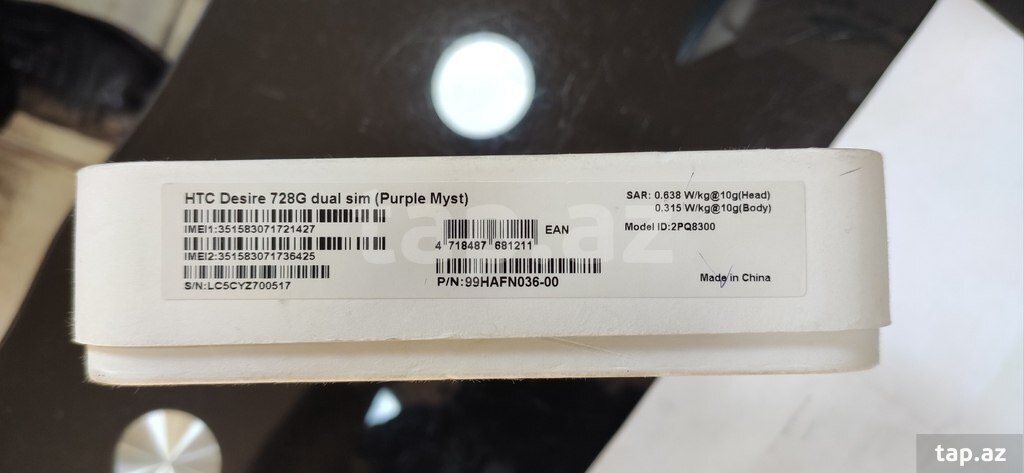 HTC Desire 728G dual sim (Purple Myst)
IMEI1:351583071721427
IMEI2:351583071736425
S/N:LC5CYZ700517
EAN
4 718487 681211
P/N:99HAFN036-00
SAR: 0.638 W/kg@10g(Head)
0.315 W/kg@10g(Body)
Model ID:2PQ8300
Made in China
tap.az
tap.az